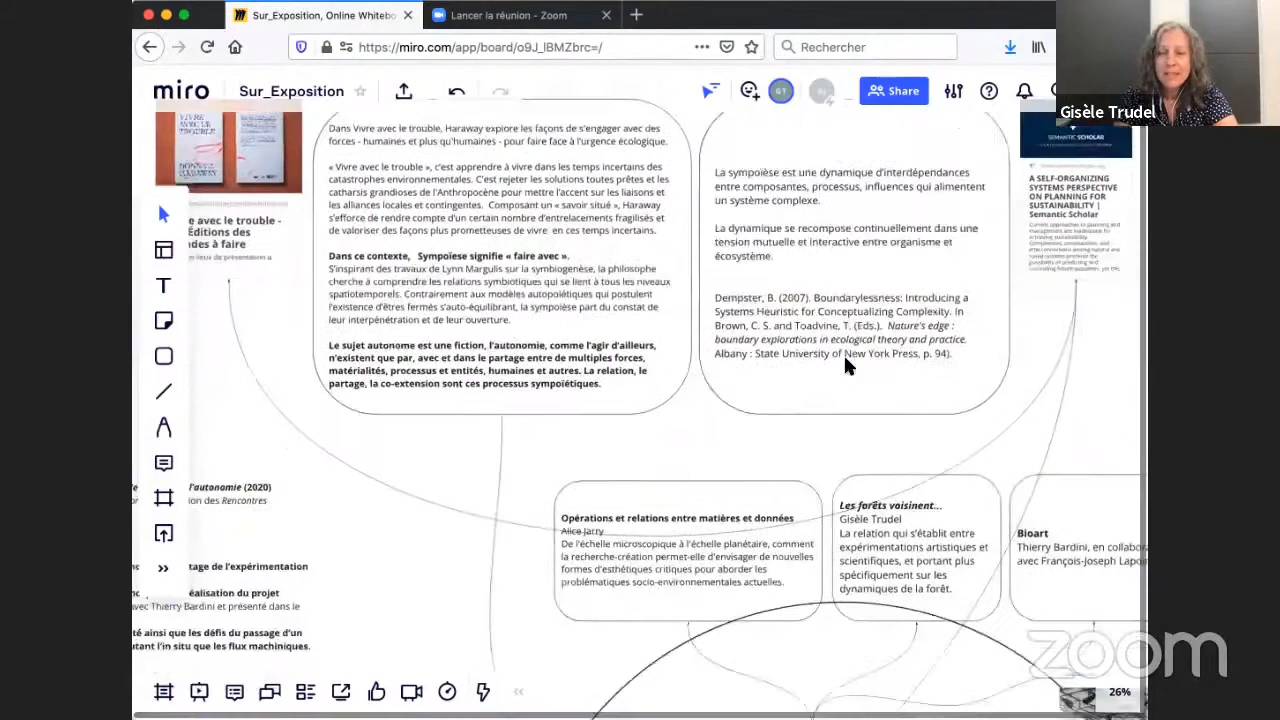 Sur_Exposition, Online Whitebo
Lancer la réunion - Zoom
https://miro.com/app/board/o9J_lBMZbrc=/
Rechercher
Gisèle Trudel
miro
Sur_Exposition
GT
Share
VIVRE
AVEC LE
TROUBLE
e avec le trouble -
Éditions des
ndes à faire
Dans Vivre avec le trouble, Haraway explore les façons de s'engager avec des
forces - humaines et plus qu'humaines - pour faire face à l'urgence écologique.
« Vivre avec le trouble », c'est apprendre à vivre dans les temps incertains des
catastrophes environnementales. C'est rejeter les solutions toutes prêtes et les
catharsis grandioses de l'Anthropocène pour mettre l'accent sur les liaisons et
les alliances locales et contingentes. Composant un « savoir situé », Haraway
s'efforce de rendre compte d'un certain nombre d'entrelacements fragilisés et
de valoriser des façons plus prometteuses de vivre en ces temps incertains.
Dans ce contexte, Sympoïese signifie « faire avec ».
S'inspirant des travaux de Lynn Margulis sur la symbiogenèse, la philosophe
cherche à comprendre les relations symbiotiques qui se lient à tous les niveaux
spatiotemporels. Contrairement aux modèles autopoïétiques qui postulent
l'existence d'êtres fermés s'auto-équilibrant, la sympoïese part du constat de
leur interpénétration et de leur ouverture.
Le sujet autonome est une fiction, l'autonomie, comme l'agir d'ailleurs,
n'existent que par, avec et dans le partage entre de multiples forces,
matérialités, processus et entités, humaines et autres. La relation, le
partage, la co-extension sont ces processus sympoïétiques.
La sympoièse est une dynamique d'interdépendances
entre composantes, processus, influences qui alimentent
un système complexe.
La dynamique se recompose continuellement dans une
tension mutuelle et interactive entre organisme et
écosystème.
Dempster, B. (2007). Boundarylessness: Introducing a
Systems Heuristic for Conceptualizing Complexity. In
Brown, C. S. and Toadvine, T. (Eds.). Nature's edge :
boundary explorations in ecological theory and practice.
Albany : State University of New York Press, p. 94).
SEMANTIC SCHOLAR
A SELF-ORGANIZING
SYSTEMS PERSPECTIVE
ON PLANNING FOR
SUSTAINABILITY |
Semantic Scholar
l'autonomie (2020)
ion des Rencontres
tage de l'expérimentation
éalisation du projet
avec Thierry Bardini et présenté dans le
té ainsi que les défis du passage d'un
utant l'in situ que les flux machiniques.
Opérations et relations entre matières et données
Alice Jarry
De l'échelle microscopique à l'échelle planétaire, comment
la recherche-création permet-elle d'envisager de nouvelles
formes d'esthétiques critiques pour aborder les
problématiques socio-environnementales actuelles.
Les forêts voisinent...
Gisèle Trudel
La relation qui s'établit entre
expérimentations artistiques et
scientifiques, et portant plus
spécifiquement sur les
dynamiques de la forêt.
Bioart
Thierry Bardini, en collabora
avec François-Joseph Lapoi
zoom
26%